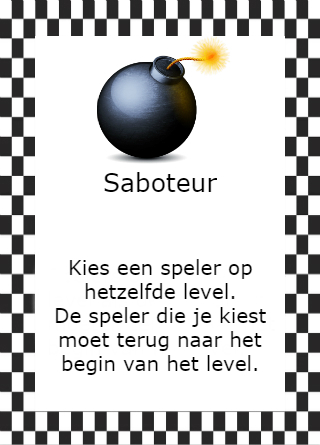 Saboteur
Kies een speler op
hetzelfde level.
De speler die je kiest
moet terug naar het
begin van het level.